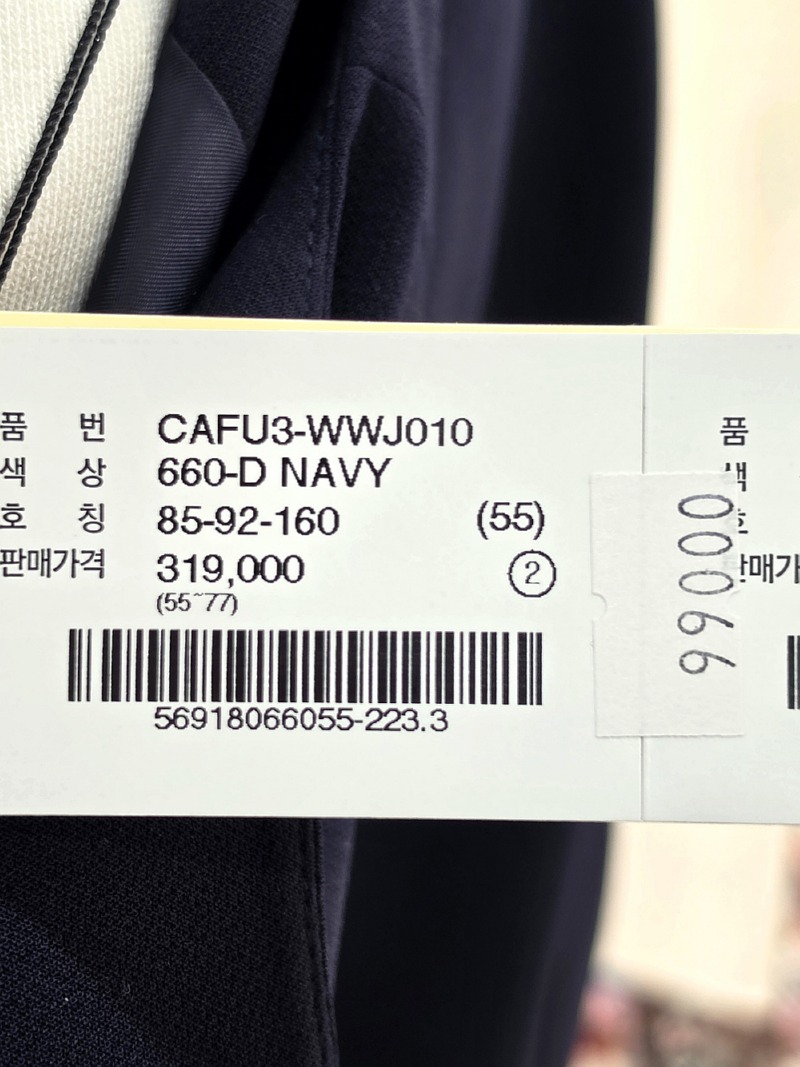 품 번 CAFU3-WWJ010
색 상 660-D NAVY
호 칭 85-92-160 (55)
판매가격 319,000 ②
(55~77)
56918066055-223.3
품
99000